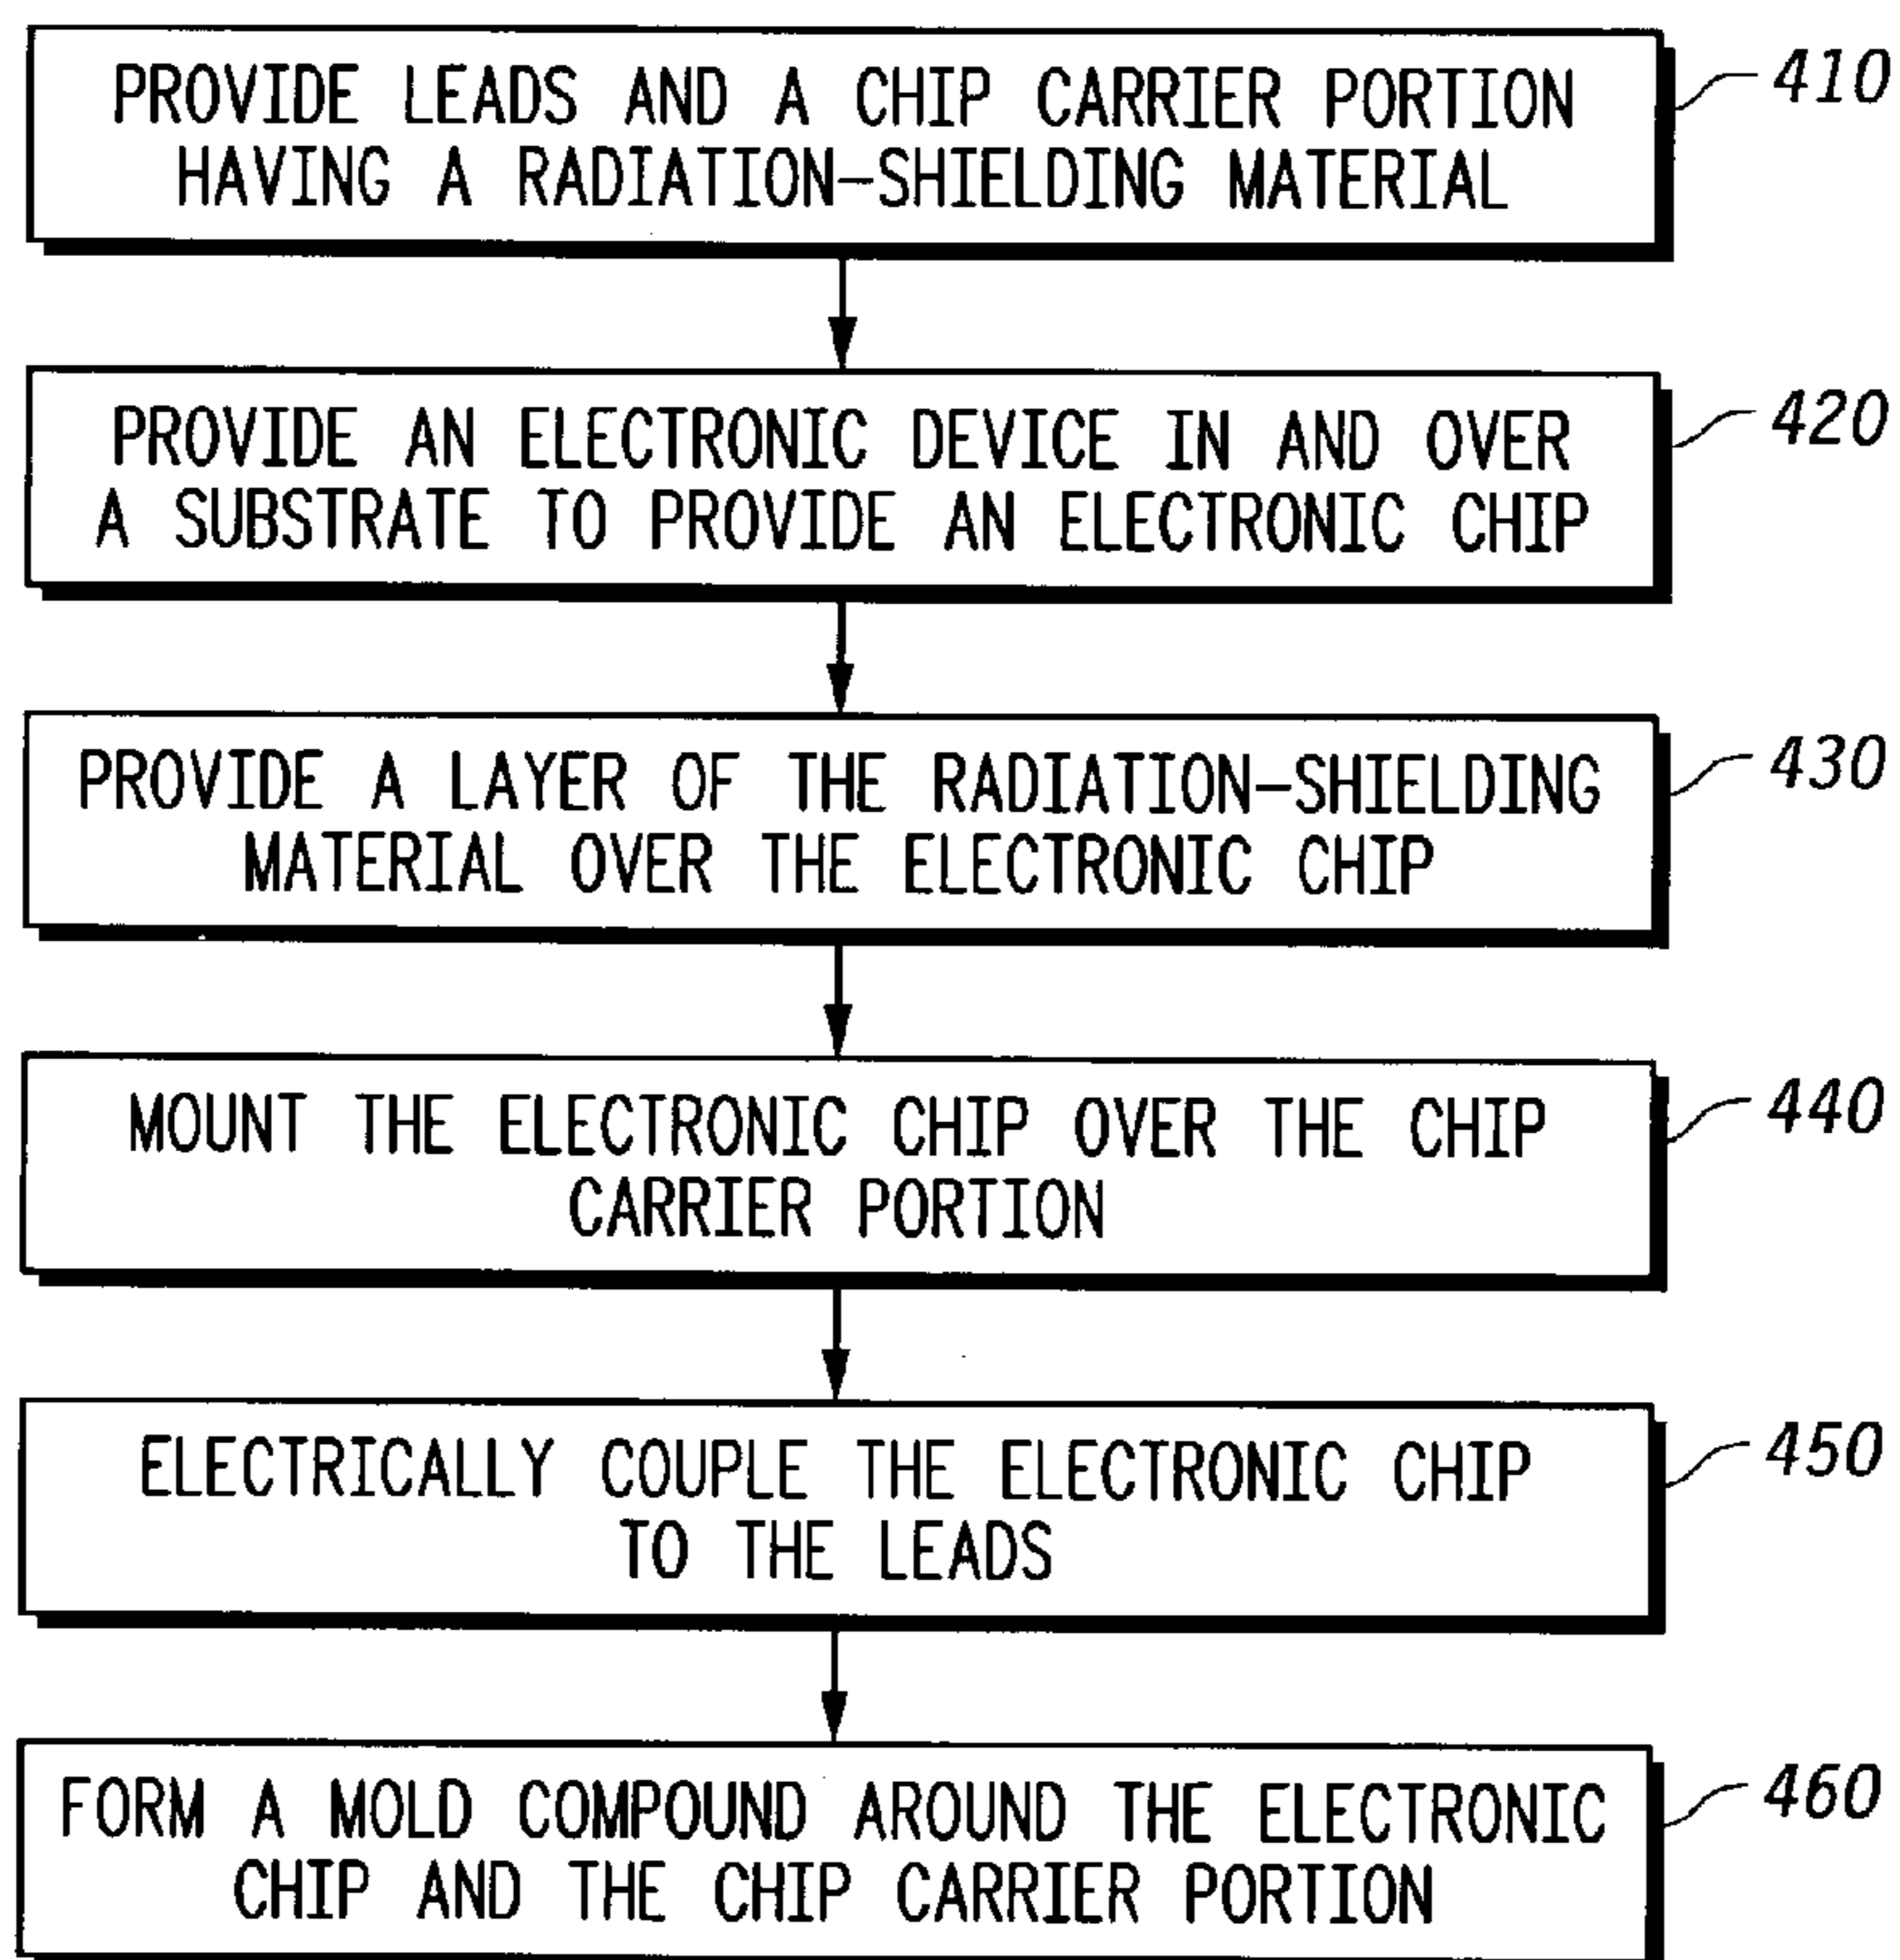 PROVIDE LEADS AND A CHIP CARRIER PORTION
HAVING A RADIATION-SHIELDING MATERIAL
410
PROVIDE AN ELECTRONIC DEVICE IN AND OVER
A SUBSTRATE TO PROVIDE AN ELECTRONIC CHIP
420
PROVIDE A LAYER OF THE RADIATION-SHIELDING
MATERIAL OVER THE ELECTRONIC CHIP
430
MOUNT THE ELECTRONIC CHIP OVER THE CHIP
CARRIER PORTION
440
ELECTRICALLY COUPLE THE ELECTRONIC CHIP
TO THE LEADS
450
FORM A MOLD COMPOUND AROUND THE ELECTRONIC
CHIP AND THE CHIP CARRIER PORTION
460